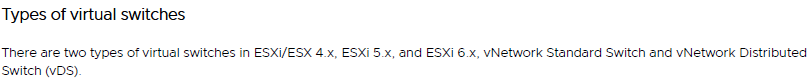 Types of virtual switches
There are two types of virtual switches in ESXi/ESX 4.x, ESXi 5.x, and ESXi 6.x, vNetwork Standard Switch and vNetwork Distributed
Switch (vDS).